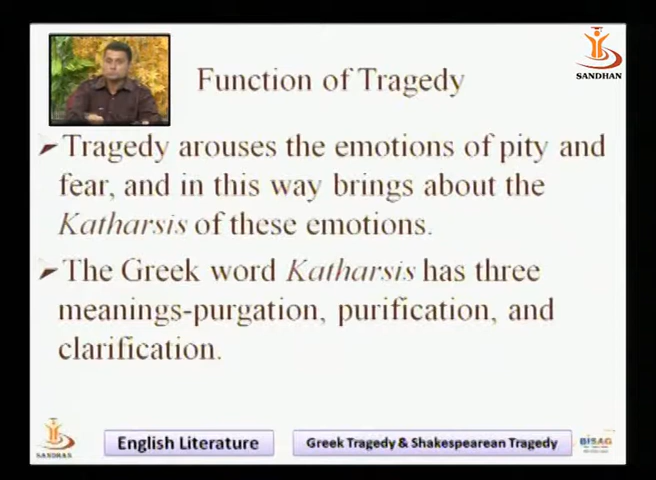 SANDHAN
Function of Tragedy
Tragedy arouses the emotions of pity and
fear, and in this way brings about the
Katharsis of these emotions.
The Greek word Katharsis has three
meanings-purgation, purification, and
clarification.
SANDHAN
English Literature
Greek Tragedy & Shakespearean Tragedy
BISAG